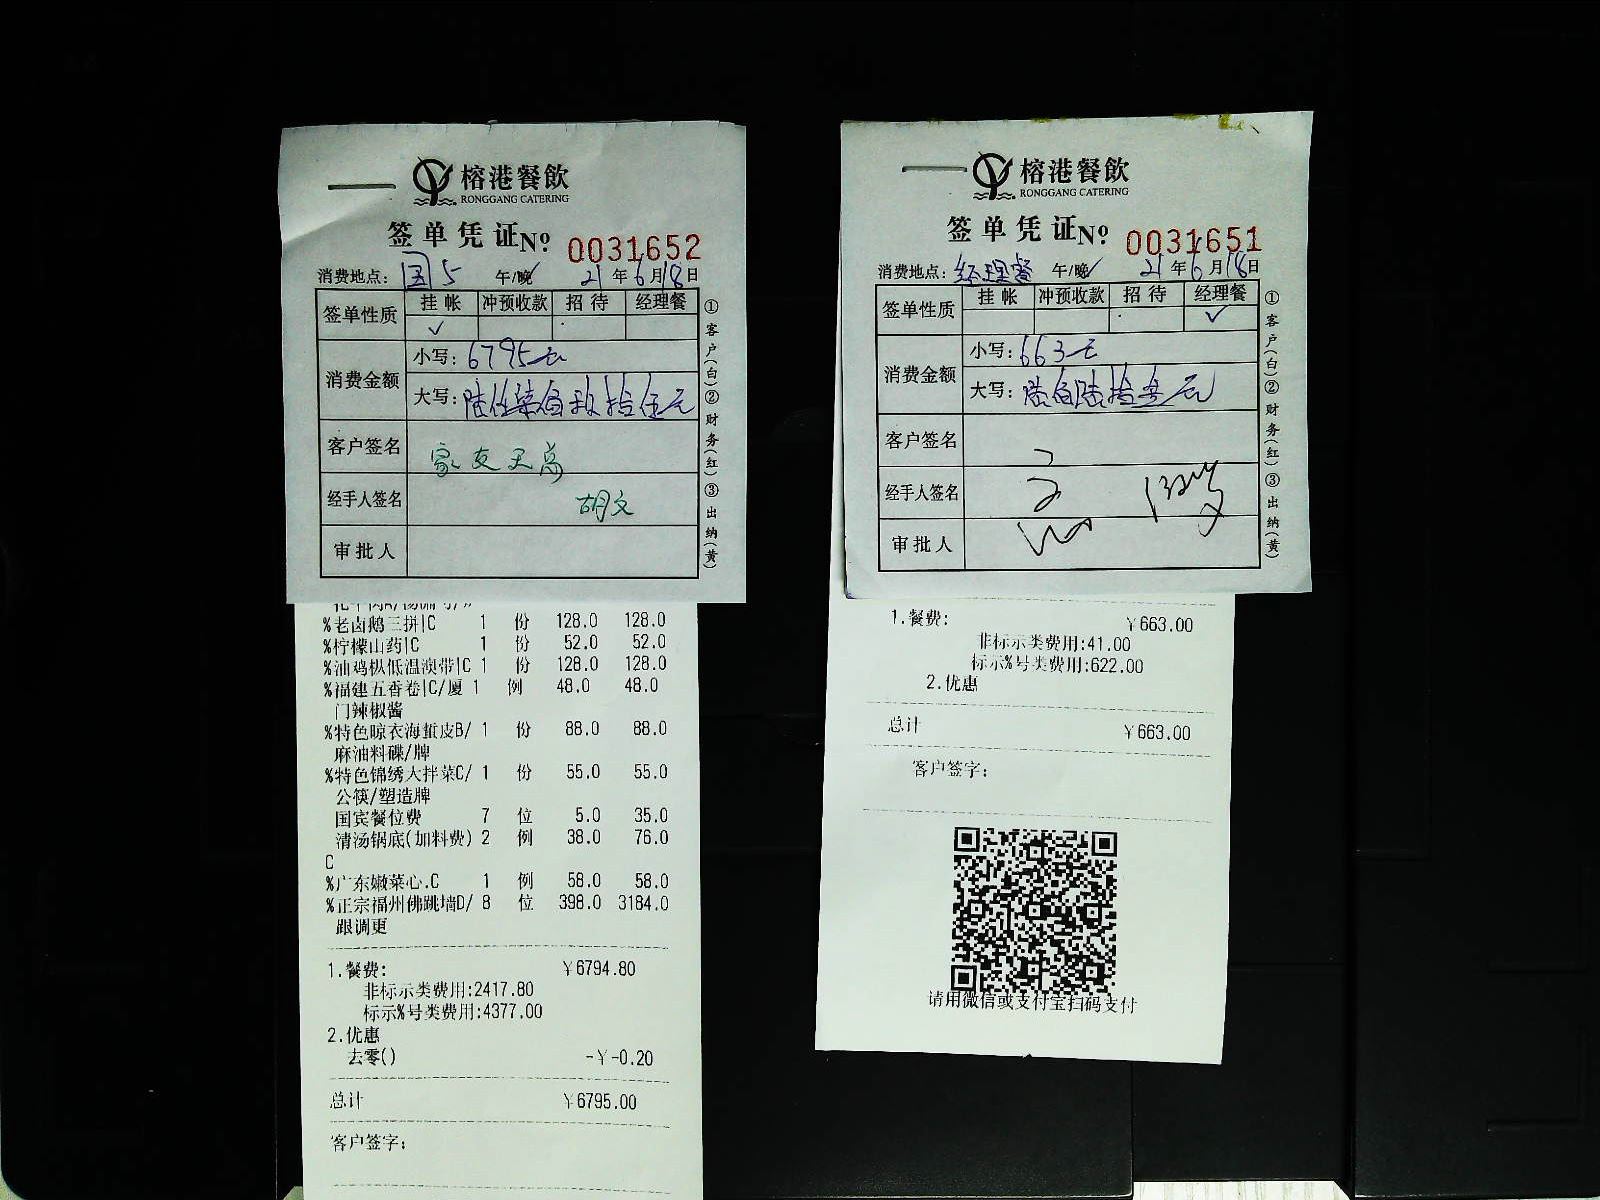 榕港餐飲
RONGGANG CATERING
签单凭证 № 0031652
消费地点: 国5 午/晚✓ 21年6月18日
签单性质 挂帐 冲预收款 招待 经理餐
✓
消费金额
小写: 6795元
大写: 陆仟柒佰玖拾伍元
客户签名
经手人签名 胡文
审批人
①客户(白)②财务(红)③出纳(黄)
%老卤鹅三拼|C 1 份 128.0 128.0
%柠檬山药|C 1 份 52.0 52.0
%油鸡枞低温澳带|C 1 份 128.0 128.0
%福建五香卷|C/厦 1 例 48.0 48.0
门辣椒酱
%特色晾衣海蜇皮B/ 1 份 88.0 88.0
麻油料碟/牌
%特色锦绣大拌菜C/ 1 份 55.0 55.0
公筷/塑造牌
国宾餐位费 7 位 5.0 35.0
清汤锅底(加料费) 2 例 38.0 76.0
C
%广东嫩菜心.C 1 例 58.0 58.0
%正宗福州佛跳墙D/ 8 位 398.0 3184.0
跟调更
1.餐费: ￥6794.80
非标示类费用:2417.80
标示%号类费用:4377.00
2.优惠
去零() -￥-0.20
总计 ￥6795.00
客户签字:
榕港餐飲
RONGGANG CATERING
签单凭证 № 0031651
消费地点: 经理餐 午/晚✓ 21年6月18日
签单性质 挂帐 冲预收款 招待 经理餐
✓
消费金额
小写: 663元
大写: 陆佰陆拾叁元
客户签名
经手人签名
审批人
①客户(白)②财务(红)③出纳(黄)
1.餐费: ￥663.00
非标示类费用:41.00
标示%号类费用:622.00
2.优惠
总计 ￥663.00
客户签字:
请用微信或支付宝扫码支付